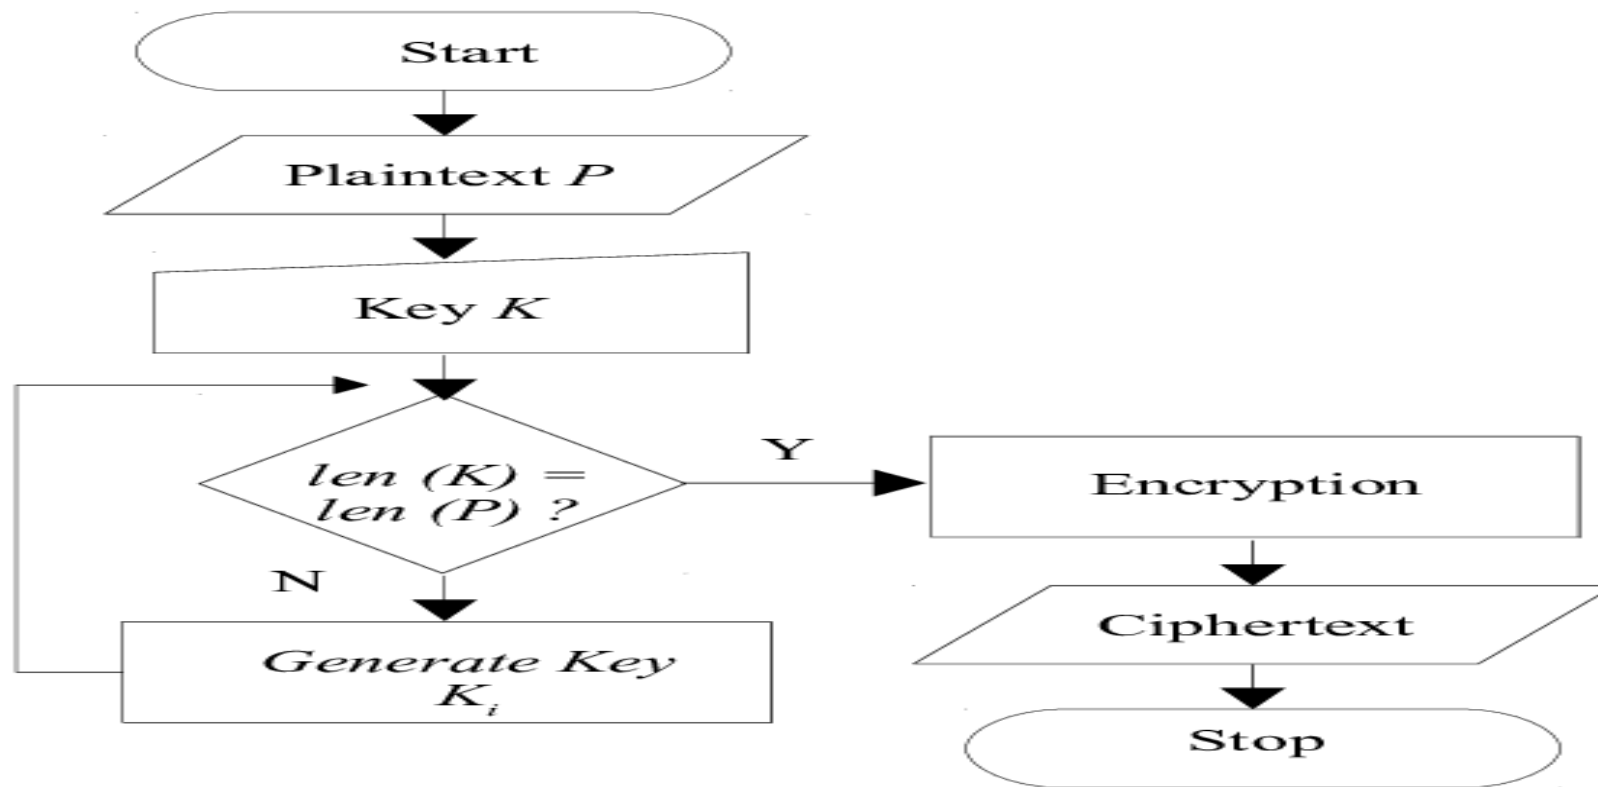 Start
Plaintext P
Key K
len (K) =
len (P) ?
Y
N
Generate Key
Kᵢ
Encryption
Ciphertext
Stop